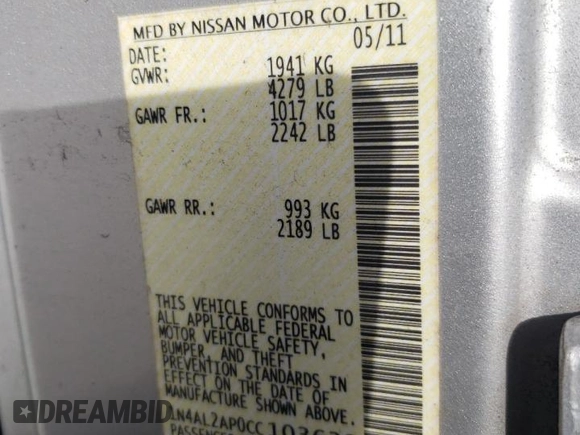 MFD BY NISSAN MOTOR CO., LTD.
DATE: 05/11
GVWR: 1941 KG
4279 LB
GAWR FR.: 1017 KG
2242 LB
GAWR RR.: 993 KG
2189 LB
THIS VEHICLE CONFORMS TO
ALL APPLICABLE FEDERAL
MOTOR VEHICLE SAFETY,
BUMPER, AND THEFT
PREVENTION STANDARDS IN
EFFECT ON THE DATE OF
MANUFACTURE SHOWN ABOVE.
1N4AL2AP0CC
AUTOBIDCAR